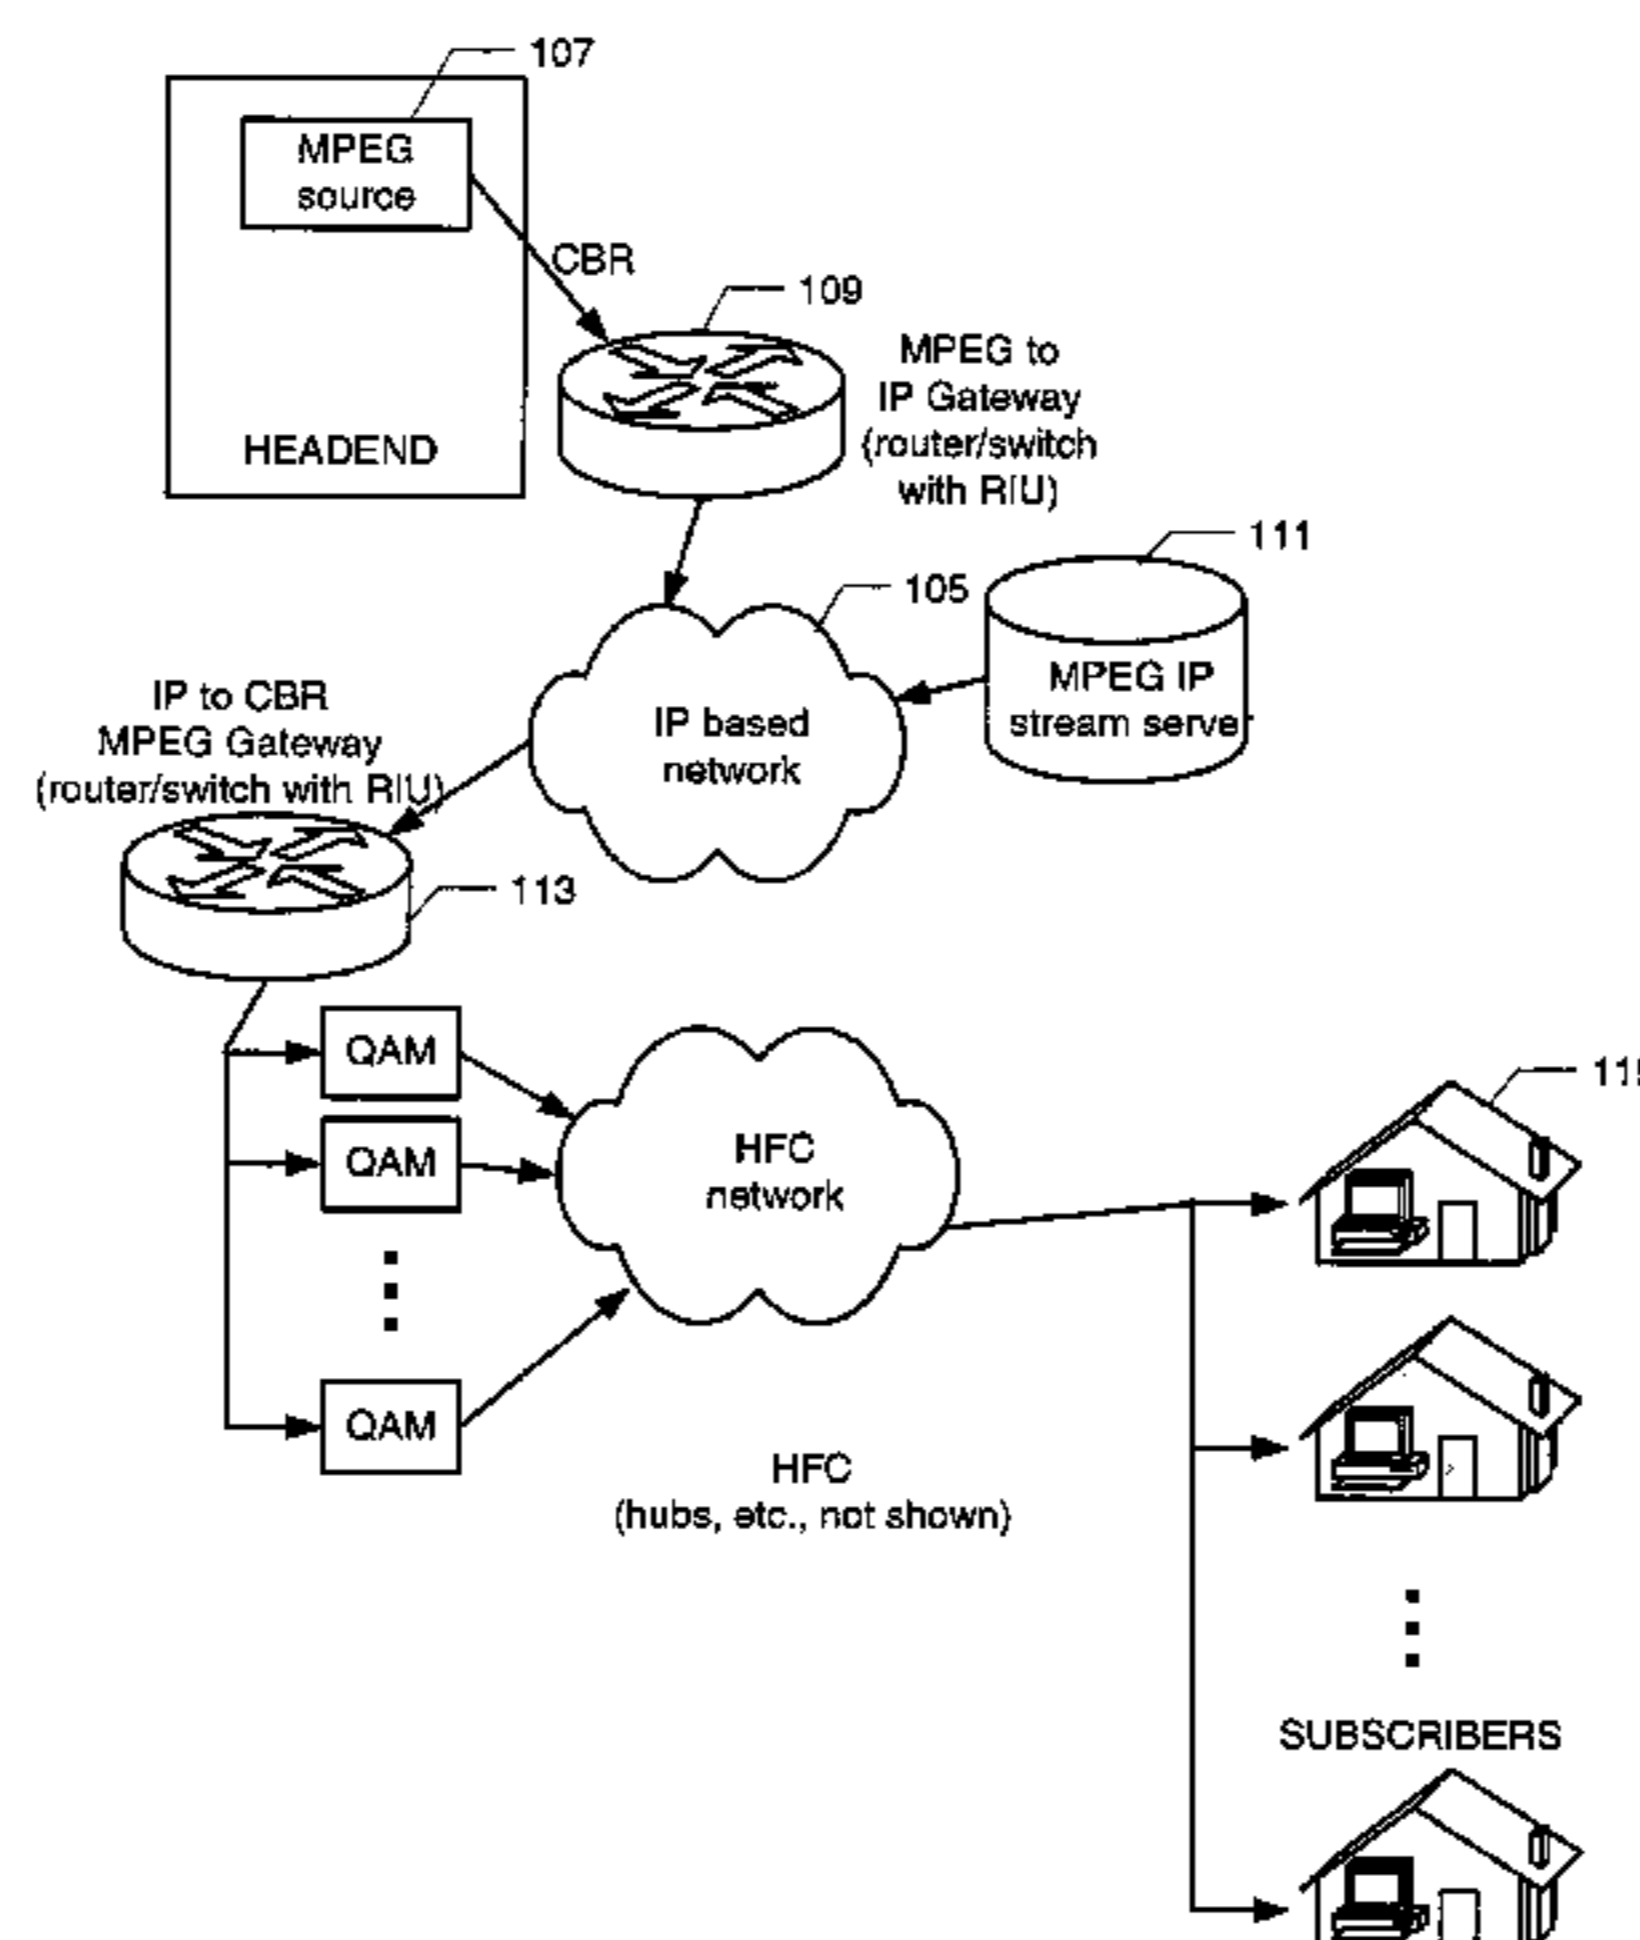 107
MPEG
source
CBR
HEADEND
109
MPEG to
IP Gateway
(router/switch
with RIU)
111
105
MPEG IP
stream server
IP based
network
IP to CBR
MPEG Gateway
(router/switch with RIU)
113
QAM
QAM
QAM
HFC
network
HFC
(hubs, etc., not shown)
SUBSCRIBERS